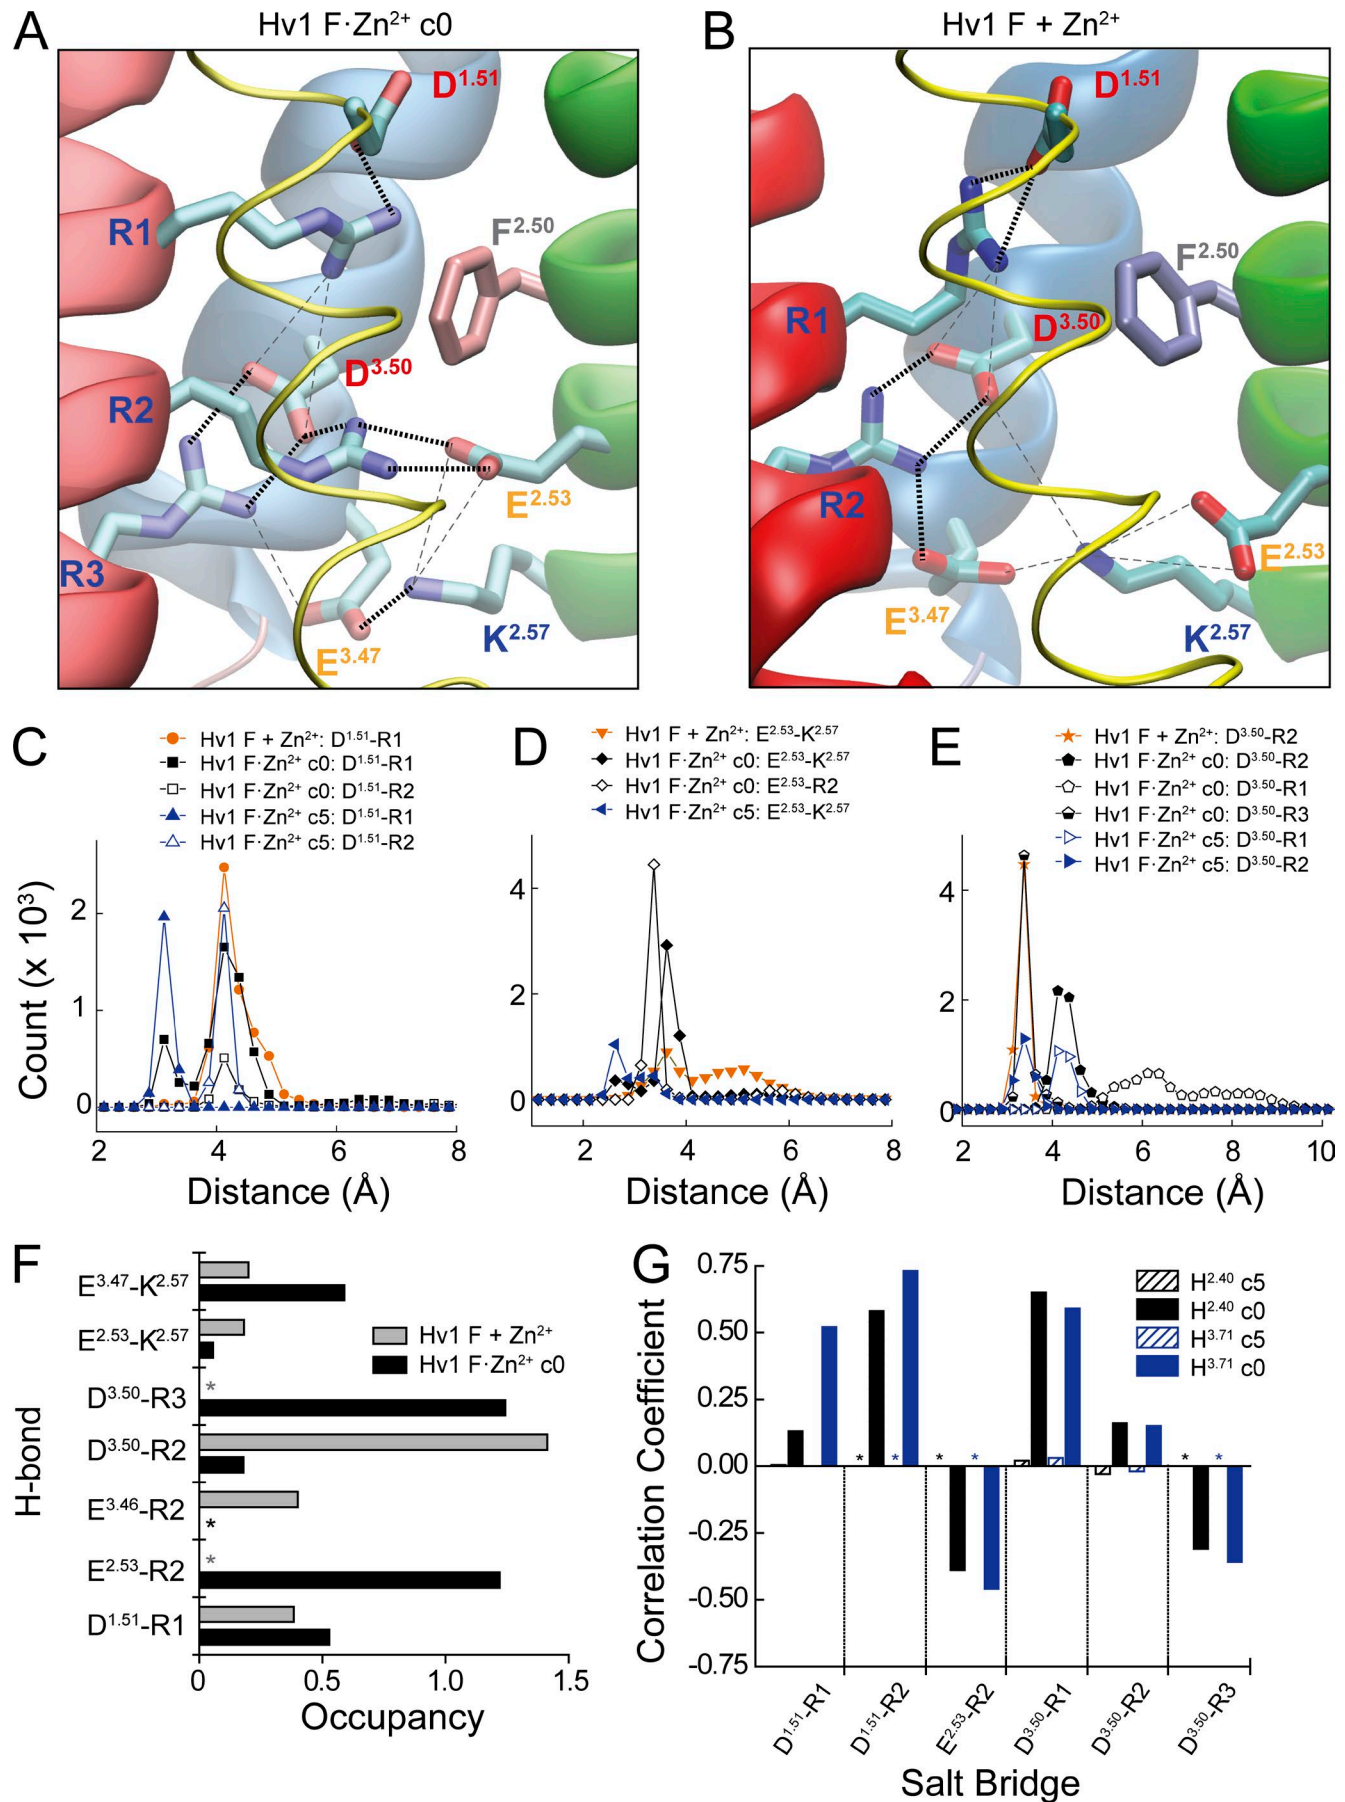 A
Hv1 F·Zn²⁺ c0
D¹·⁵¹
R1
F²·⁵⁰
D³·⁵⁰
R2
E²·⁵³
R3
E³·⁴⁷
K²·⁵⁷
B
Hv1 F + Zn²⁺
D¹·⁵¹
F²·⁵⁰
R1
D³·⁵⁰
R2
E²·⁵³
E³·⁴⁷
K²·⁵⁷
C
Hv1 F + Zn²⁺: D¹·⁵¹-R1
Hv1 F·Zn²⁺ c0: D¹·⁵¹-R1
Hv1 F·Zn²⁺ c0: D¹·⁵¹-R2
Hv1 F·Zn²⁺ c5: D¹·⁵¹-R1
Hv1 F·Zn²⁺ c5: D¹·⁵¹-R2
Count (x 10³)
2
1
0
2 4 6 8
Distance (Å)
D
Hv1 F + Zn²⁺: E²·⁵³-K²·⁵⁷
Hv1 F·Zn²⁺ c0: E²·⁵³-K²·⁵⁷
Hv1 F·Zn²⁺ c0: E²·⁵³-R2
Hv1 F·Zn²⁺ c5: E²·⁵³-K²·⁵⁷
4
2
0
2 4 6 8
Distance (Å)
E
Hv1 F + Zn²⁺: D³·⁵⁰-R2
Hv1 F·Zn²⁺ c0: D³·⁵⁰-R2
Hv1 F·Zn²⁺ c0: D³·⁵⁰-R1
Hv1 F·Zn²⁺ c0: D³·⁵⁰-R3
Hv1 F·Zn²⁺ c5: D³·⁵⁰-R1
Hv1 F·Zn²⁺ c5: D³·⁵⁰-R2
4
2
0
2 4 6 8 10
Distance (Å)
F
H-bond
E³·⁴⁷-K²·⁵⁷
E²·⁵³-K²·⁵⁷
D³·⁵⁰-R3
*
D³·⁵⁰-R2
E³·⁴⁶-R2
*
E²·⁵³-R2
*
D¹·⁵¹-R1
Hv1 F + Zn²⁺
Hv1 F·Zn²⁺ c0
0 0.5 1.0 1.5
Occupancy
G
Correlation Coefficient
0.75
0.50
0.25
0.00
-0.25
-0.50
-0.75
H²·⁴⁰ c5
H²·⁴⁰ c0
H³·⁷¹ c5
H³·⁷¹ c0
* * * * * *
D¹·⁵¹-R1
D¹·⁵¹-R2
E²·⁵³-R2
D³·⁵⁰-R1
D³·⁵⁰-R2
D³·⁵⁰-R3
Salt Bridge